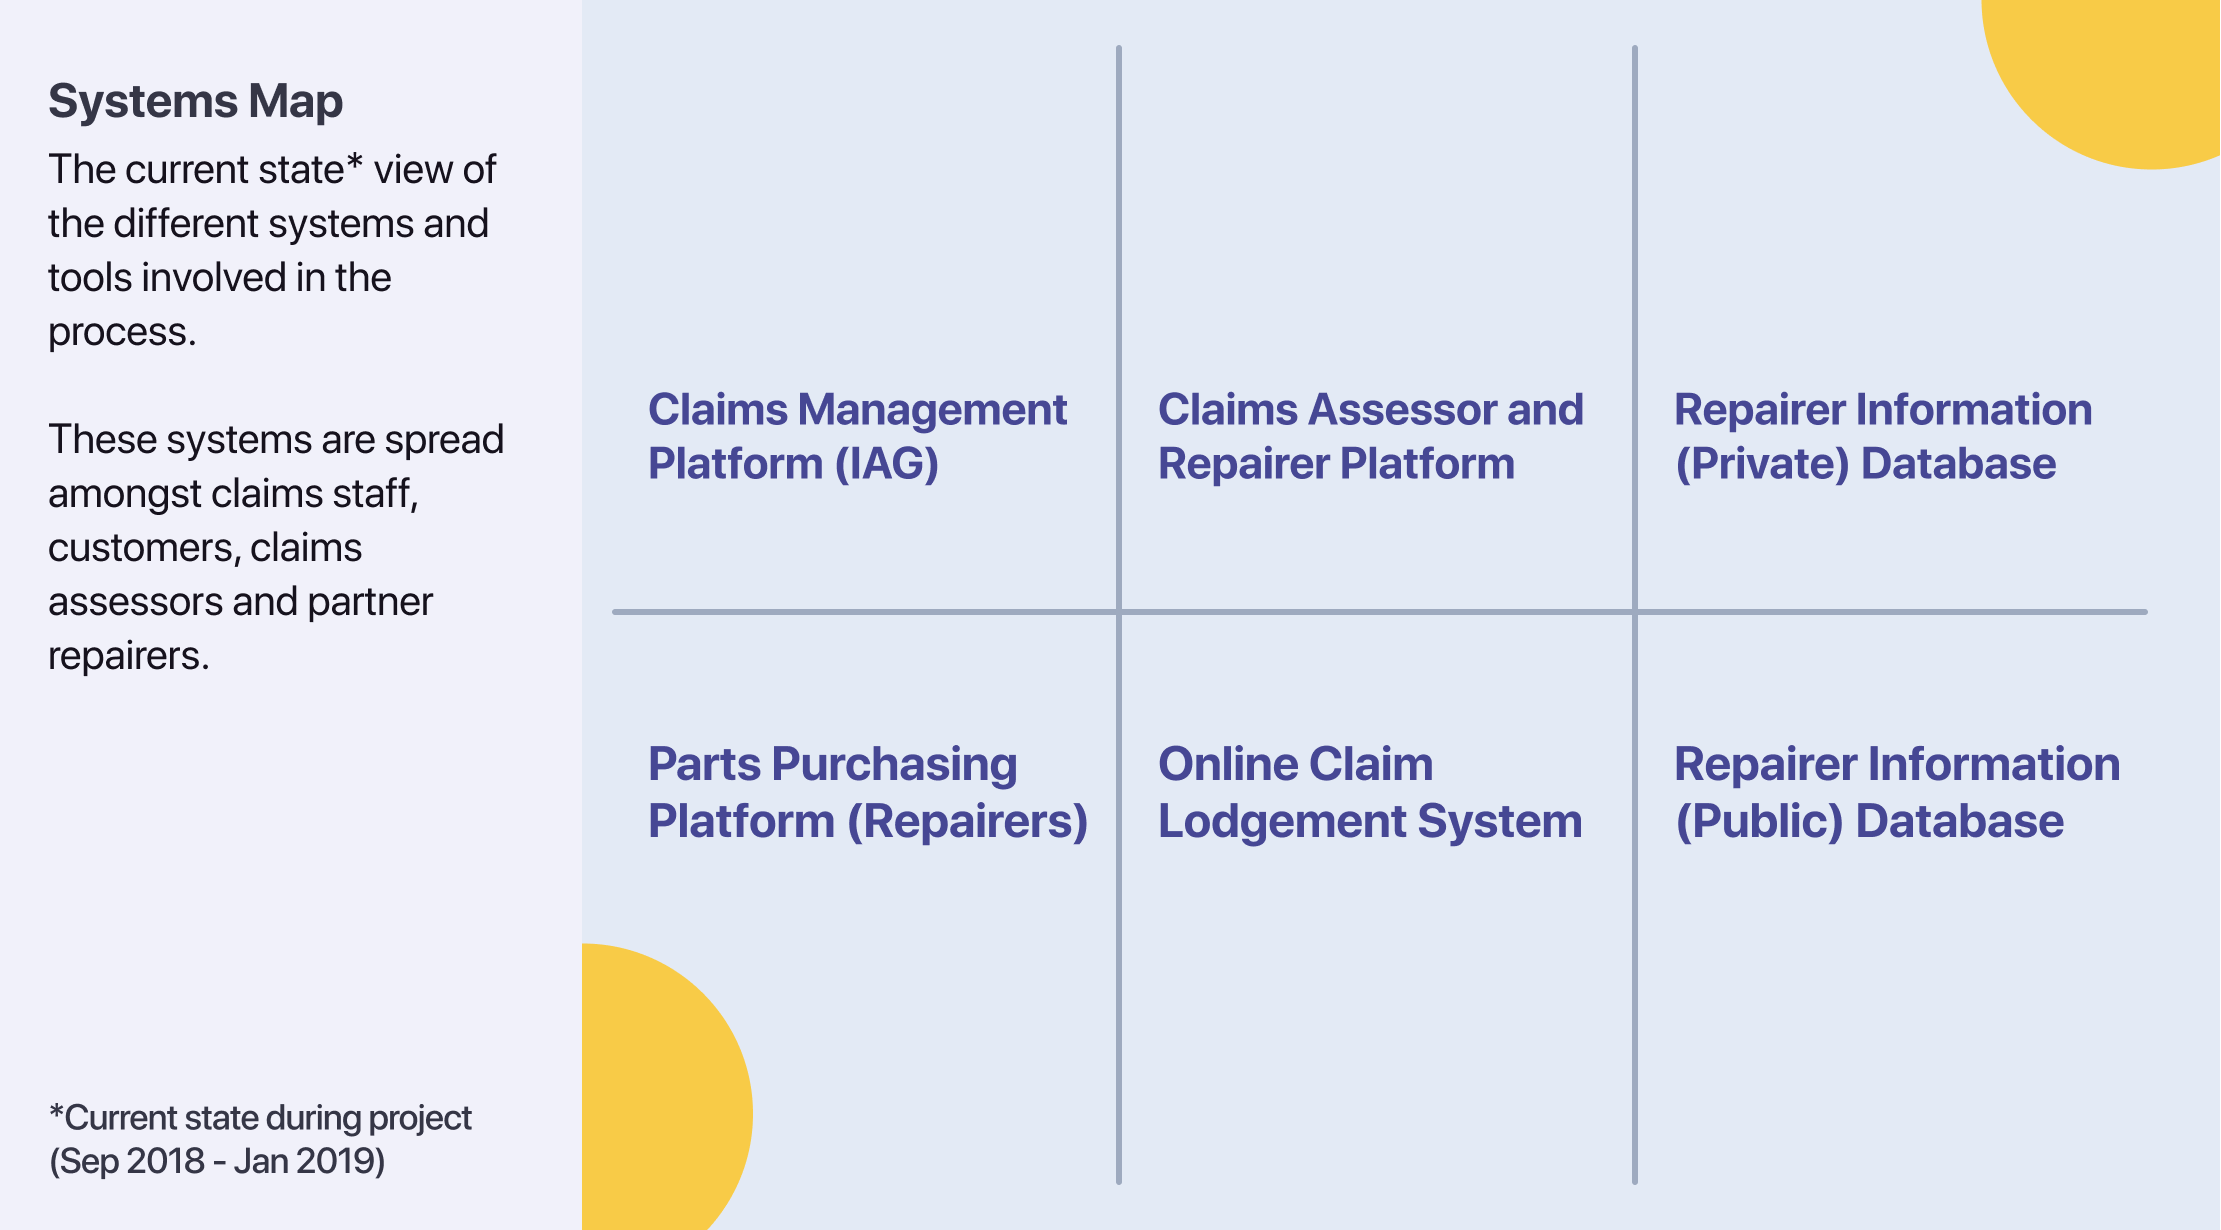 Systems Map
The current state* view of
the different systems and
tools involved in the
process.
These systems are spread
amongst claims staff,
customers, claims
assessors and partner
repairers.
*Current state during project
(Sep 2018 - Jan 2019)
Claims Management
Platform (IAG)
Claims Assessor and
Repairer Platform
Repairer Information
(Private) Database
Parts Purchasing
Platform (Repairers)
Online Claim
Lodgement System
Repairer Information
(Public) Database